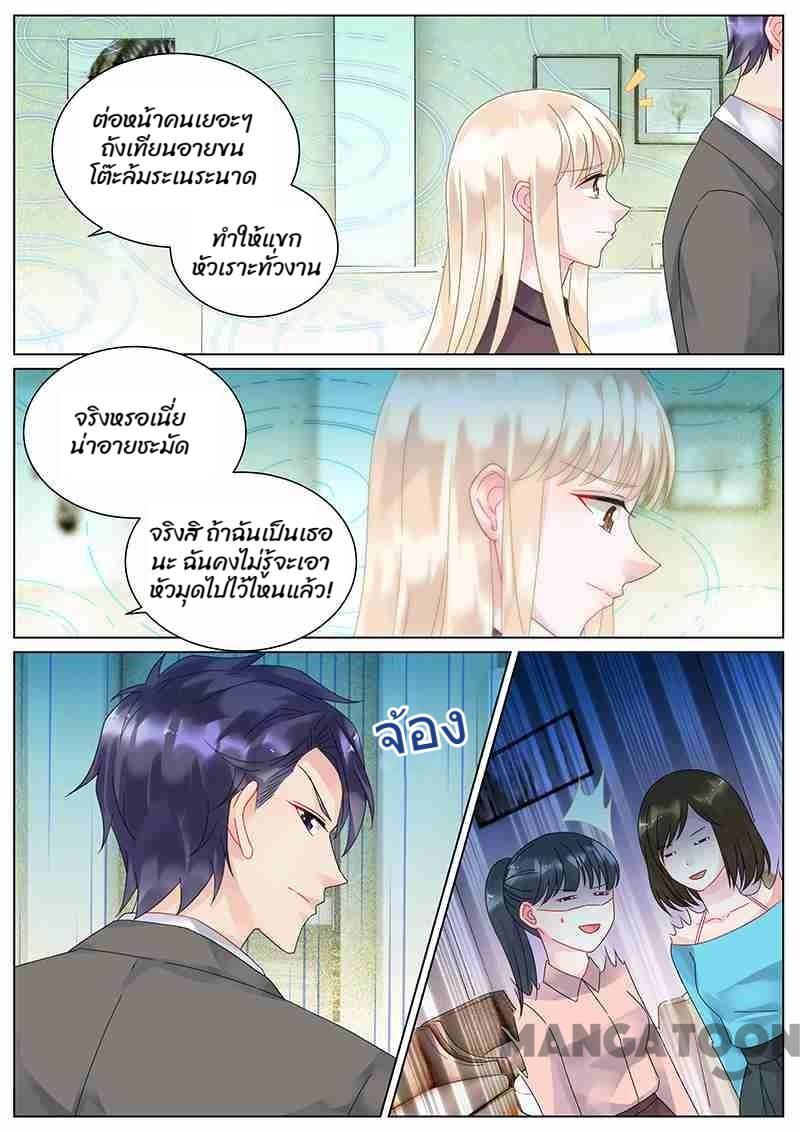 ต่อหน้าคนเยอะๆ
ถังเทียนอายชน
โต๊ะล้มระเนระนาด
ทำให้แขก
หัวเราะทั่วงาน
จริงหรอเนี่ย
น่าอายชะมัด
จริงสิ ถ้าฉันเป็นเธอ
นะ ฉันคงไม่รู้จะเอา
หัวมุดไปไว้ไหนแล้ว!
จ้อง
MANGATOON